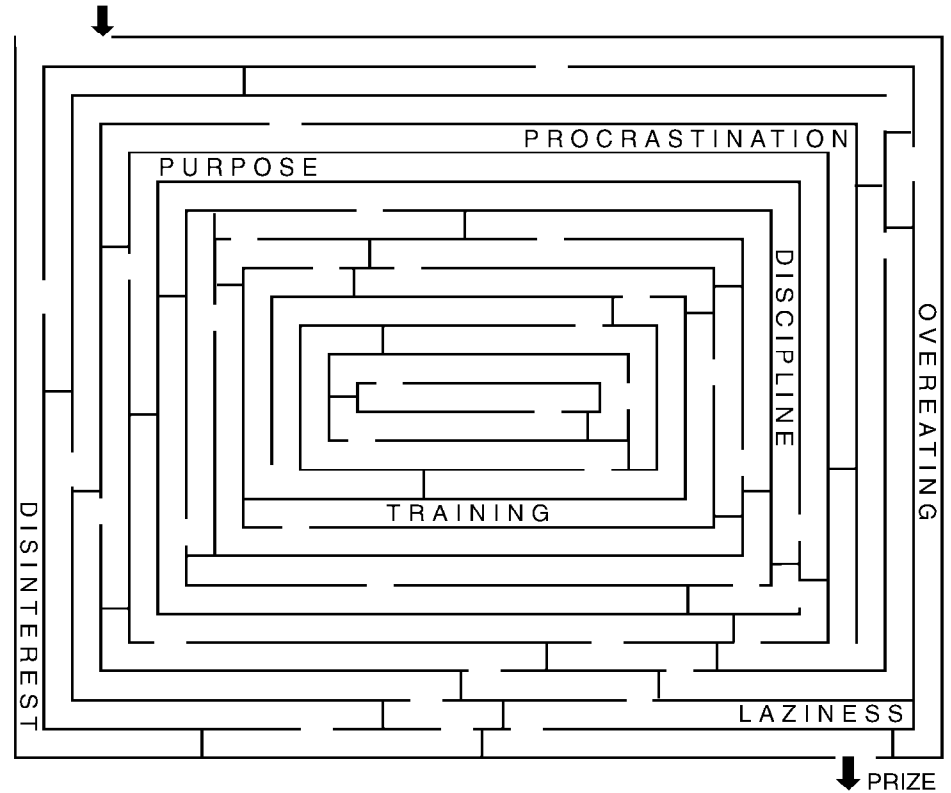 PROCRASTINATION
PURPOSE
DISCIPLINE
OVEREATING
DISINTEREST
TRAINING
LAZINESS
PRIZE